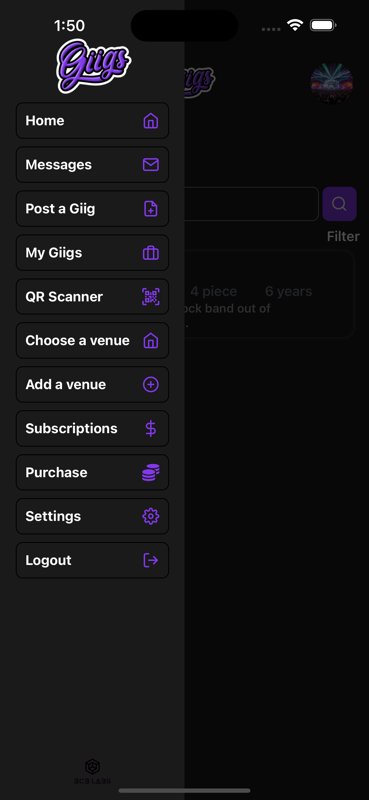 1:50
Giigs
Giigs
Home
Messages
Post a Giig
My Giigs
QR Scanner
Choose a venue
Add a venue
Subscriptions
Purchase
Settings
Logout
Filter
4 piece 6 years
ock band out of
.